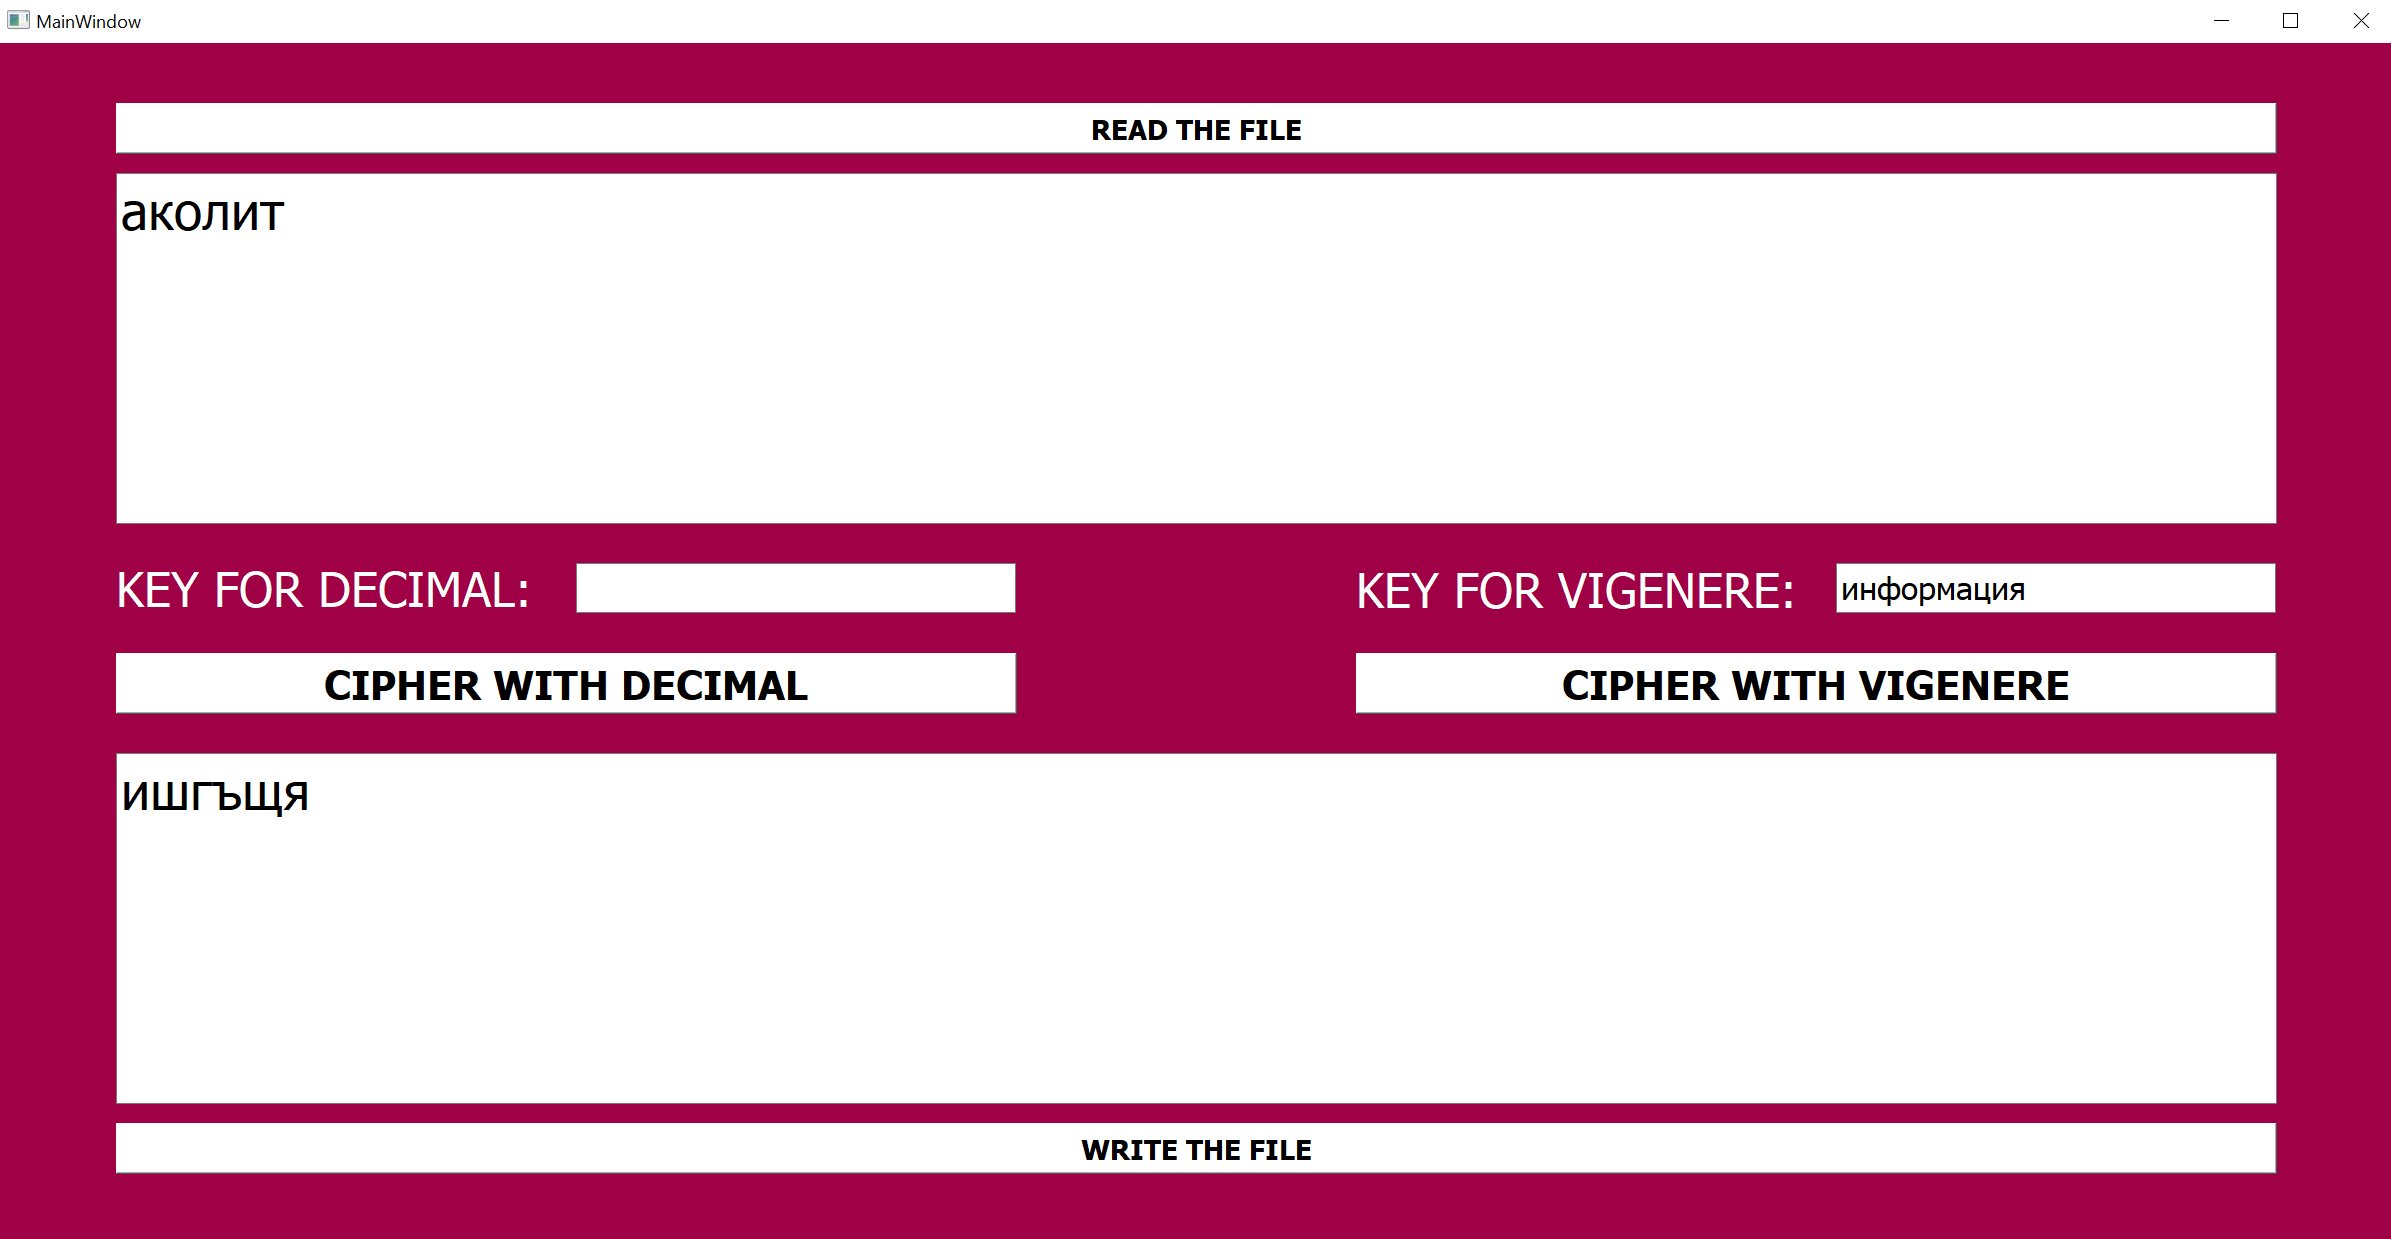 MainWindow
READ THE FILE
аколит
KEY FOR DECIMAL:
KEY FOR VIGENERE: информация
CIPHER WITH DECIMAL
CIPHER WITH VIGENERE
ишгъщя
WRITE THE FILE